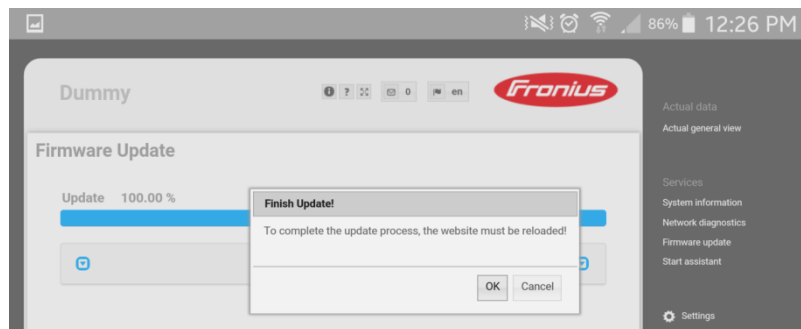 86% 12:26 PM
Dummy
i ? 0 en
Fronius
Actual data
Actual general view
Firmware Update
Services
System information
Network diagnostics
Firmware update
Start assistant
Settings
Update 100.00 %
Finish Update!
To complete the update process, the website must be reloaded!
OK Cancel